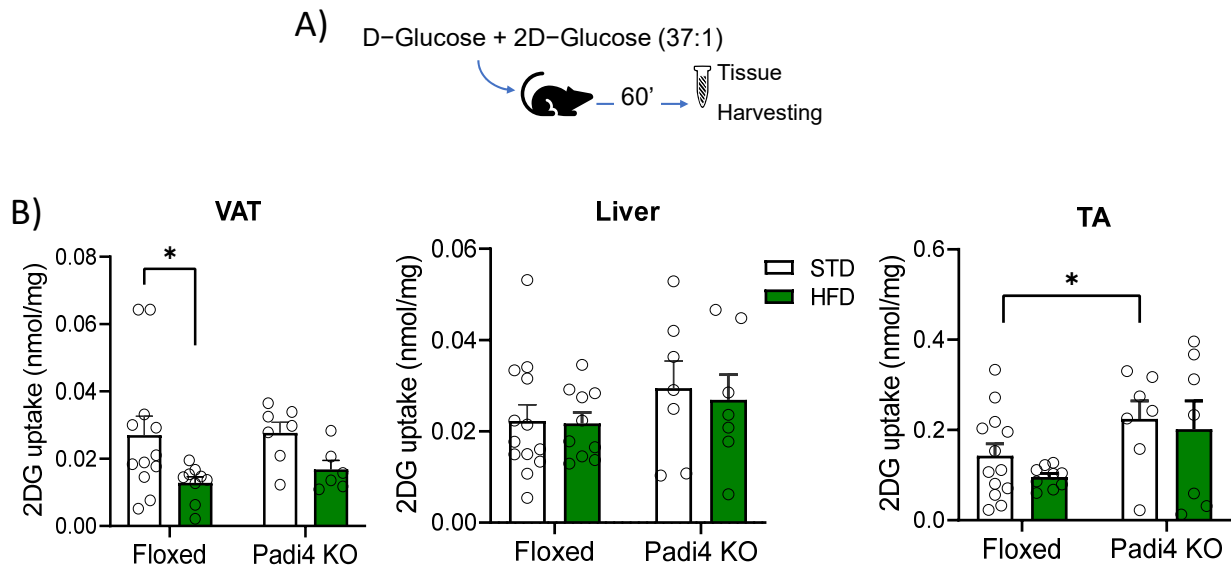 A)
D−Glucose + 2D−Glucose (37:1)
60’
Tissue
Harvesting
B)
VAT
2DG uptake (nmol/mg)
0.08
0.06
0.04
0.02
0.00
*
Floxed
Padi4 KO
Liver
2DG uptake (nmol/mg)
0.06
0.04
0.02
0.00
Floxed
Padi4 KO
STD
HFD
TA
2DG uptake (nmol/mg)
0.6
0.4
0.2
0.0
*
Floxed
Padi4 KO